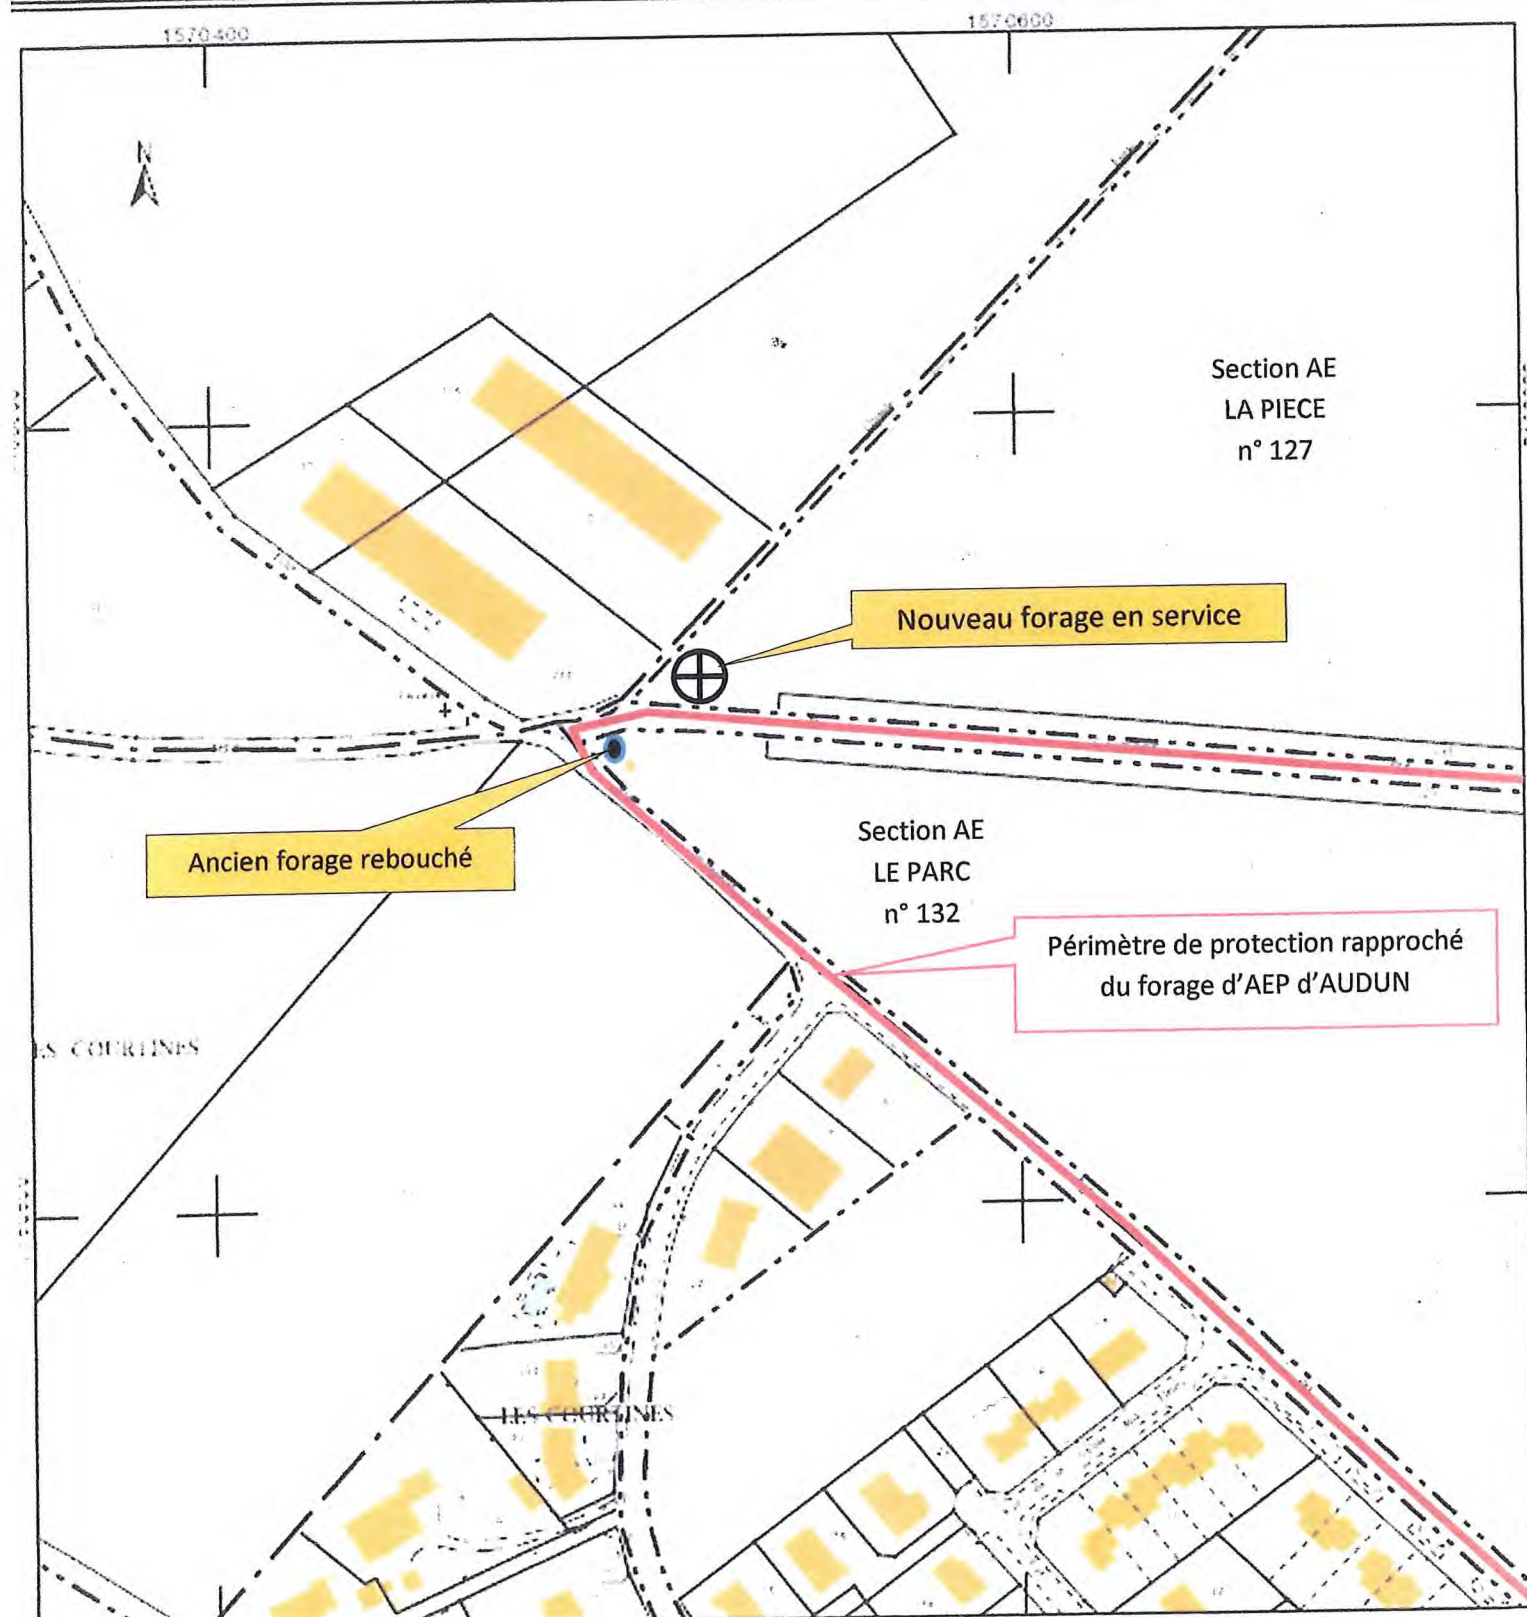 1570400
1570600
N
Section AE
LA PIECE
n° 127
Nouveau forage en service
Ancien forage rebouché
Section AE
LE PARC
n° 132
Périmètre de protection rapproché
du forage d'AEP d'AUDUN
ES COURTINES
LES COURTINES